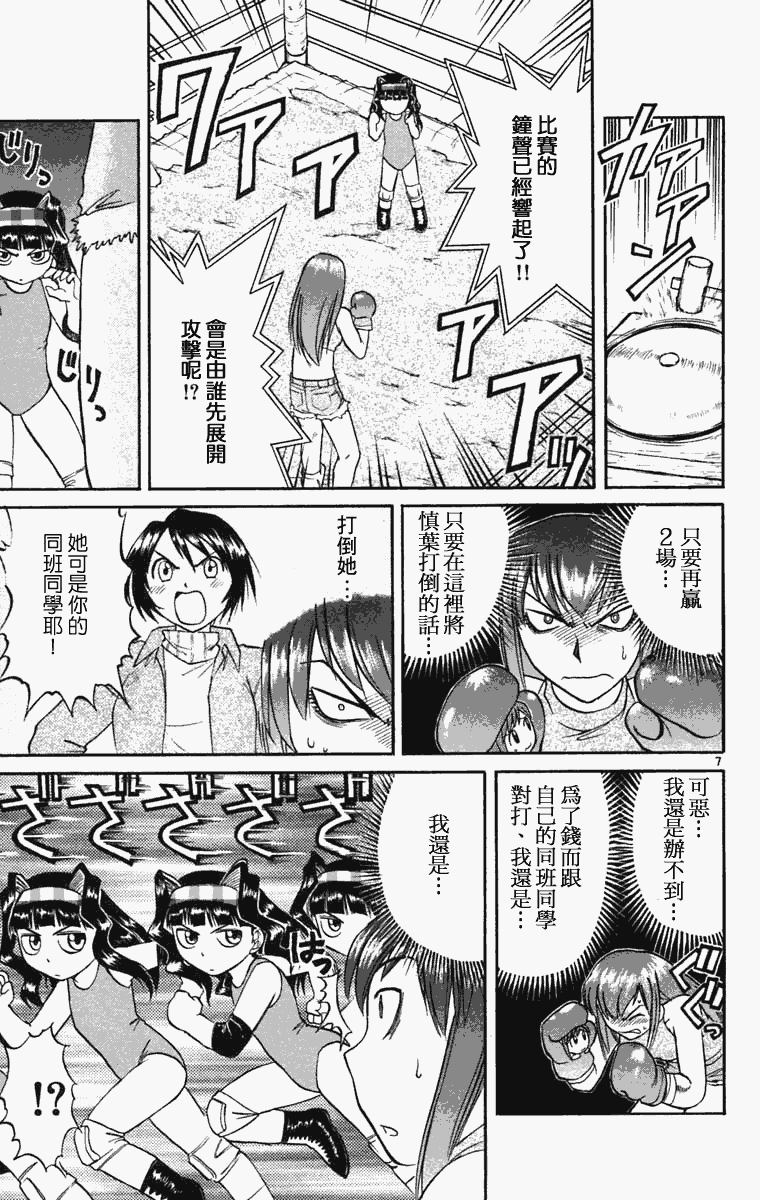 カァアァン
比賽的
鐘聲已經響起了!!
ワァアァ
ワァアァッ
會是由誰先展開
攻擊呢!?
じりっ
じりっ
只要再贏
2場…
只要在這裡將
慎葉打倒的話…
打倒她…
她可是你的
同班同學耶!
7
可惡…
我還是辦不到…
爲了錢而跟
自己的同班同學
對打、我還是…
ぐぐぐっ
我還是…
はっ
ざざざざざ
!?